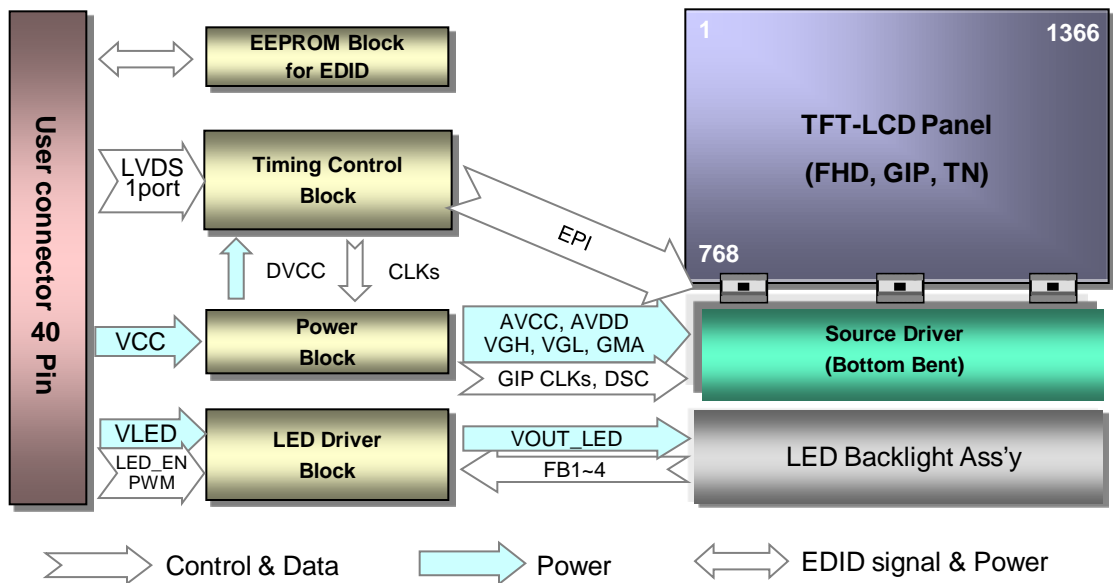 User connector
40
Pin
EEPROM Block
for EDID
LVDS
1port
Timing Control
Block
EPI
DVCC
CLKs
VCC
Power
Block
AVCC, AVDD
VGH, VGL, GMA
GIP CLKs, DSC
VLED
LED_EN
PWM
LED Driver
Block
VOUT_LED
FB1~4
1
1366
TFT-LCD Panel
(FHD, GIP, TN)
768
Source Driver
(Bottom Bent)
LED Backlight Ass'y
Control & Data
Power
EDID signal & Power